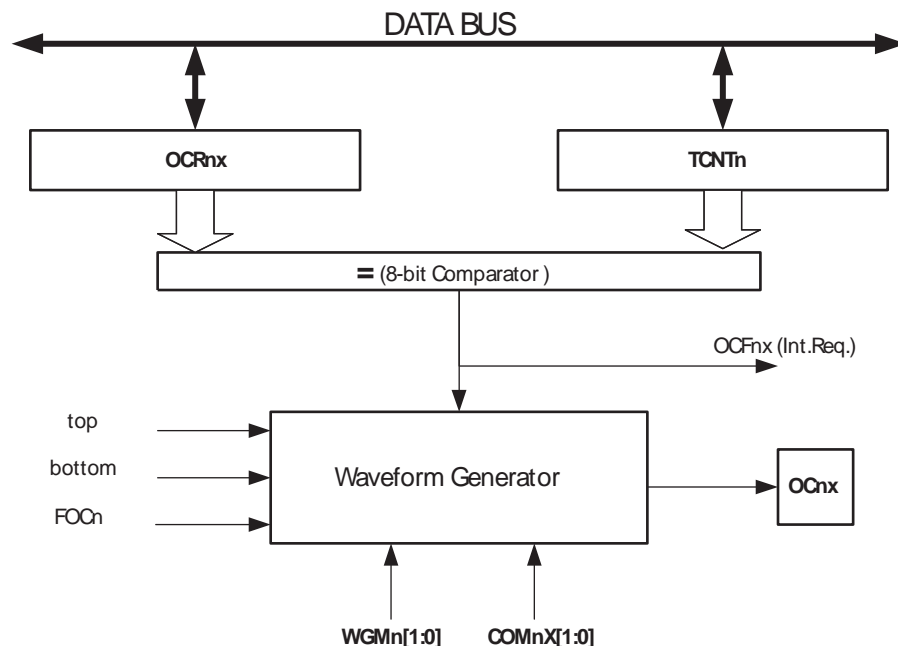 DATA BUS
OCRnx
TCNTn
= (8-bit Comparator )
OCFnx (Int.Req.)
top
bottom
FOCn
Waveform Generator
OCnx
WGMn[1:0]
COMnX[1:0]